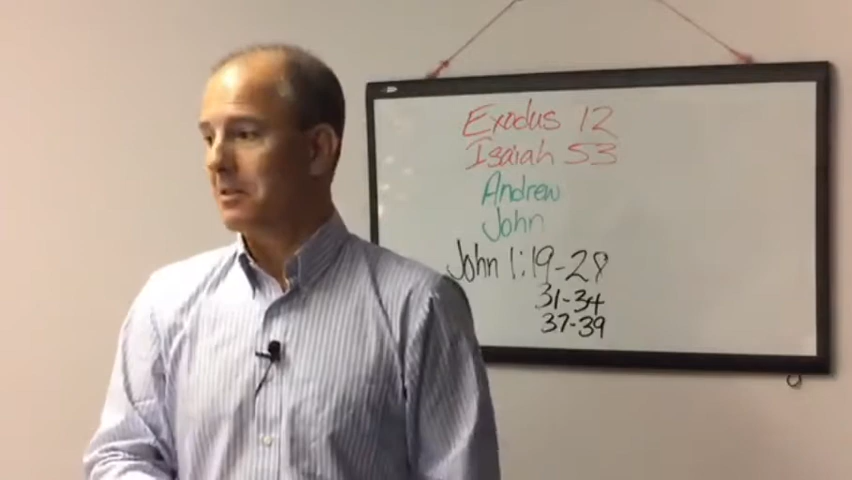 Exodus 12
Isaiah 53
Andrew
John
John 1:19-28
31-34
37-39